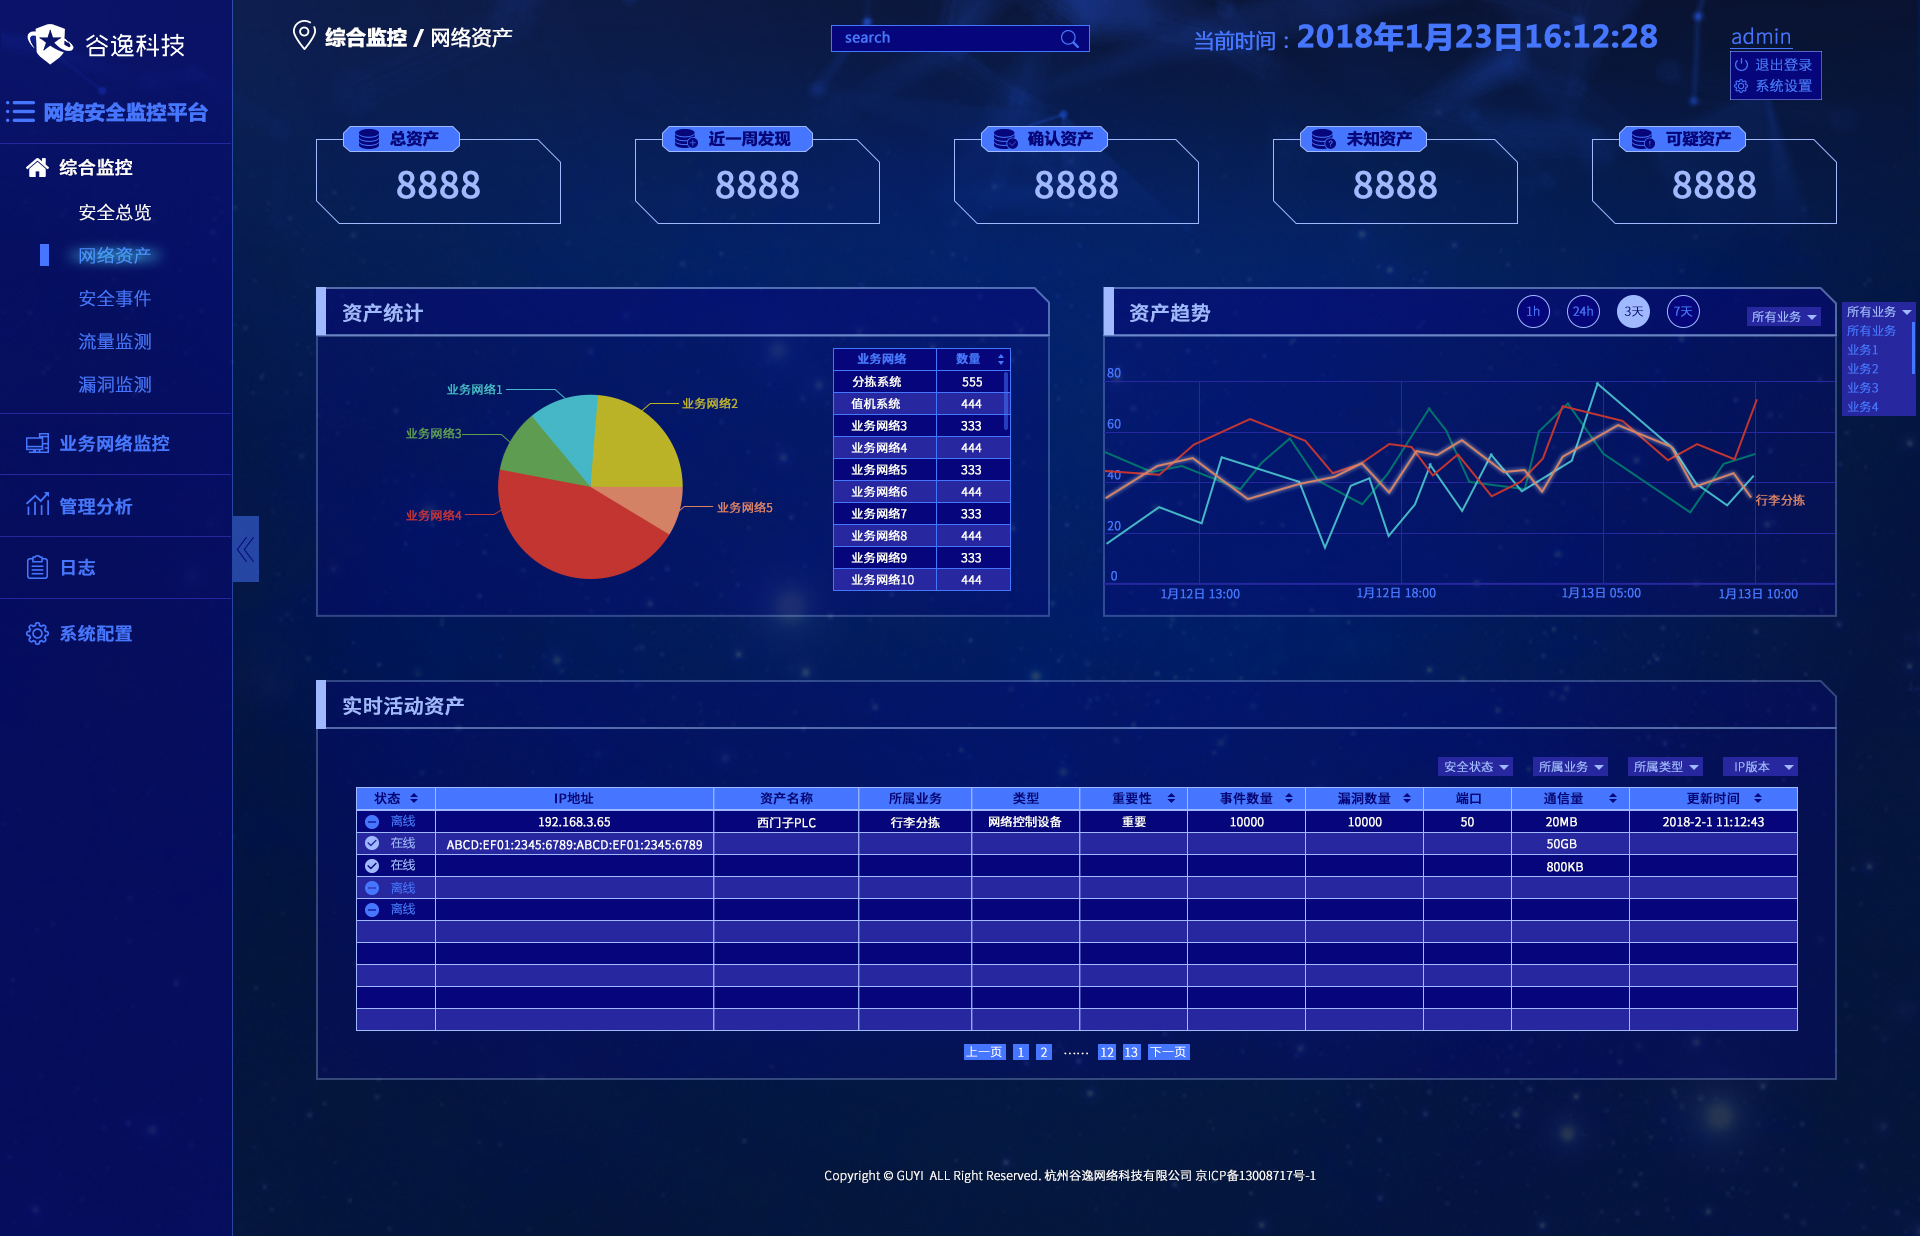 谷逸科技
网络安全监控平台
综合监控
安全总览
网络资产
安全事件
流量监测
漏洞监测
业务网络监控
管理分析
日志
系统配置
综合监控 / 网络资产
search
当前时间：2018年1月23日16:12:28
admin
退出登录
系统设置
总资产
8888
近一周发现
8888
确认资产
8888
未知资产
8888
可疑资产
8888
资产统计
业务网络1
业务网络2
业务网络3
业务网络4
业务网络5
业务网络 数量
分拣系统 555
值机系统 444
业务网络3 333
业务网络4 444
业务网络5 333
业务网络6 444
业务网络7 333
业务网络8 444
业务网络9 333
业务网络10 444
资产趋势
1h 24h 3天 7天
所有业务
所有业务
所有业务
业务1
业务2
业务3
业务4
80
60
40
20
0
行李分拣
1月12日 13:00 1月12日 18:00 1月13日 05:00 1月13日 10:00
实时活动资产
安全状态 所属业务 所属类型 IP版本
状态 IP地址 资产名称 所属业务 类型 重要性 事件数量 漏洞数量 端口 通信量 更新时间
离线 192.168.3.65 西门子PLC 行李分拣 网络控制设备 重要 10000 10000 50 20MB 2018-2-1 11:12:43
在线 ABCD:EF01:2345:6789:ABCD:EF01:2345:6789 50GB
在线 800KB
离线
离线
上一页 1 2 ...... 12 13 下一页
Copyright © GUYI ALL Right Reserved. 杭州谷逸网络科技有限公司 京ICP备13008717号-1